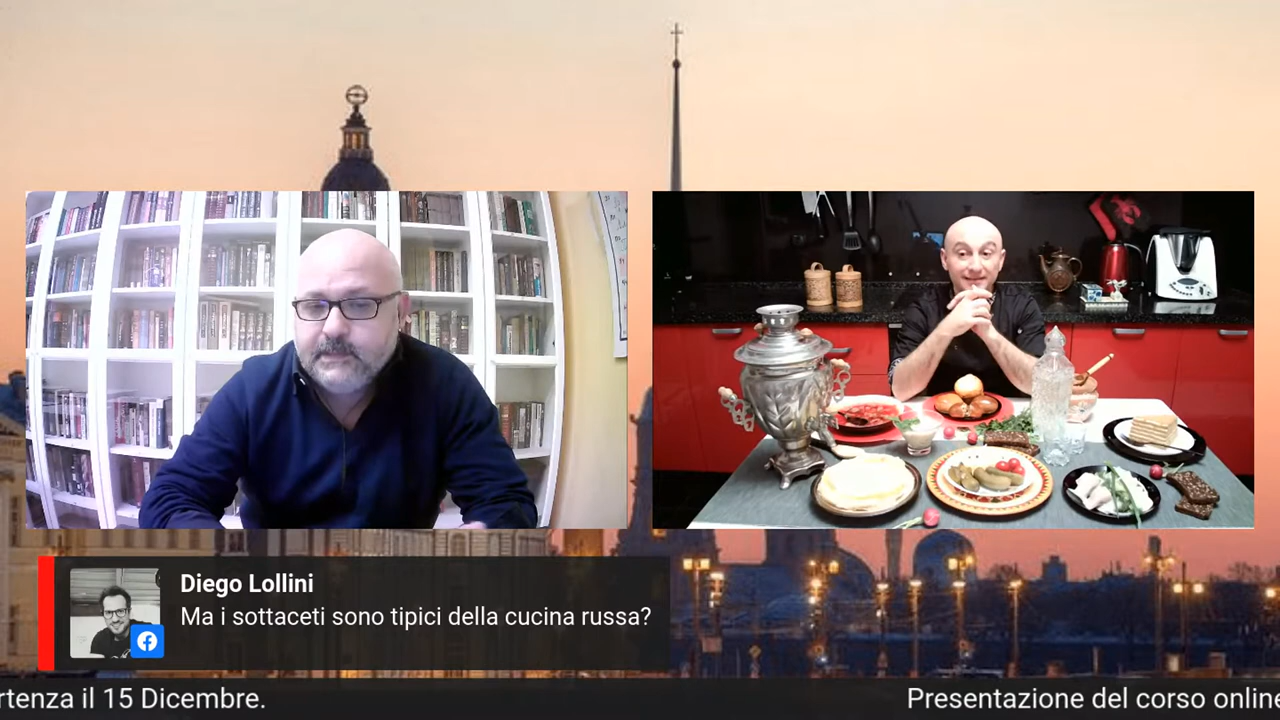 Diego Lollini
Ma i sottaceti sono tipici della cucina russa?
rtenza il 15 Dicembre.
Presentazione del corso online